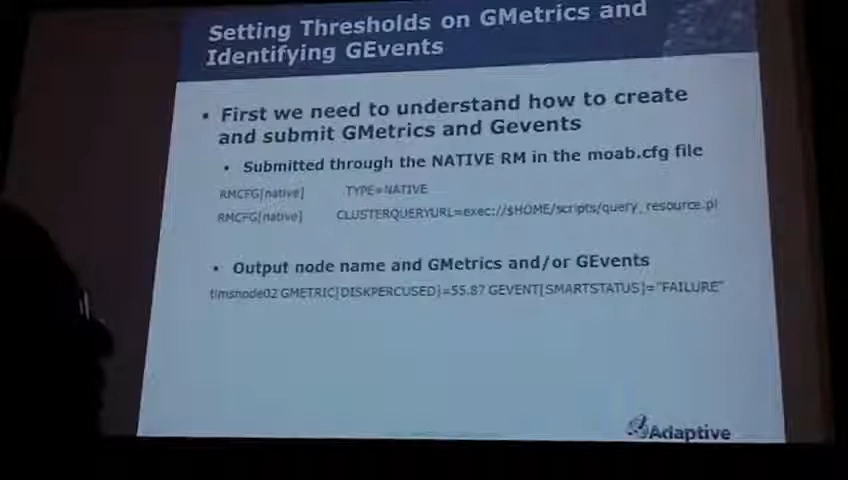 Setting Thresholds on GMetrics and
Identifying GEvents
• First we need to understand how to create
and submit GMetrics and Gevents
• Submitted through the NATIVE RM in the moab.cfg file
RMCFG[native] TYPE=NATIVE
RMCFG[native] CLUSTERQUERYURL=exec://$HOME/scripts/query_resource.pl
• Output node name and GMetrics and/or GEvents
timsnode02 GMETRIC[DISKPERCUSED]=55.87 GEVENT[SMARTSTATUS]="FAILURE"
Adaptive